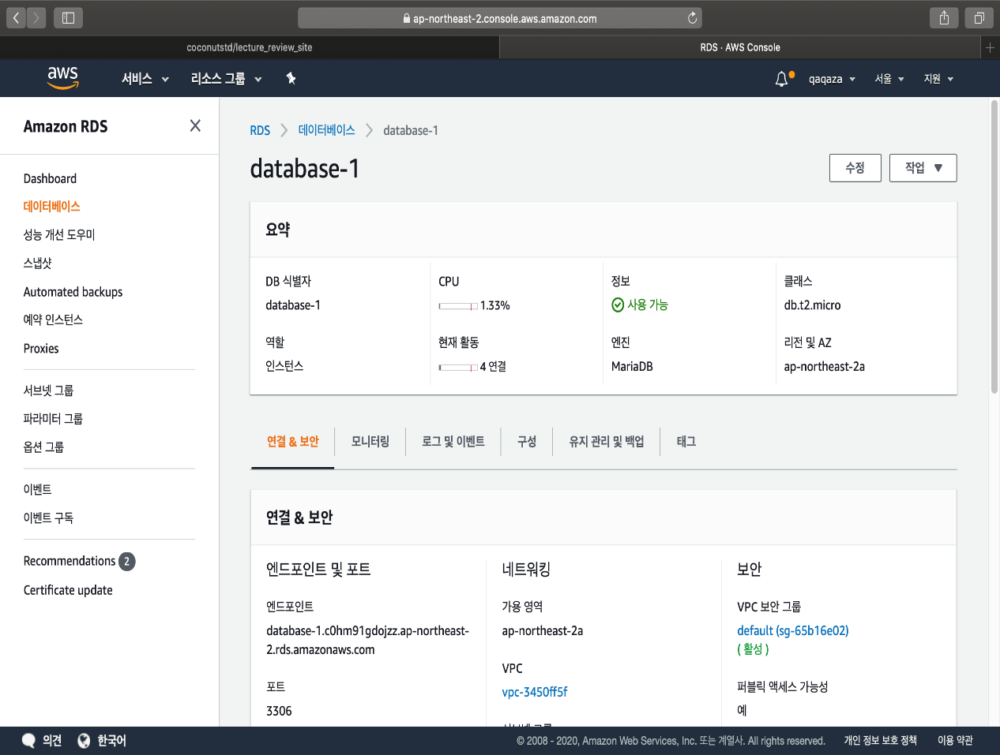 ap-northeast-2.console.aws.amazon.com
coconutstd/lecture_review_site
RDS · AWS Console
aws
서비스
리소스 그룹
qaqaza
서울
지원
Amazon RDS
Dashboard
데이터베이스
성능 개선 도우미
스냅샷
Automated backups
예약 인스턴스
Proxies
서브넷 그룹
파라미터 그룹
옵션 그룹
이벤트
이벤트 구독
Recommendations 2
Certificate update
RDS 데이터베이스 database-1
database-1
수정
작업
요약
DB 식별자
database-1
CPU
1.33%
정보
사용 가능
클래스
db.t2.micro
역할
인스턴스
현재 활동
4 연결
엔진
MariaDB
리전 및 AZ
ap-northeast-2a
연결 & 보안
모니터링
로그 및 이벤트
구성
유지 관리 및 백업
태그
연결 & 보안
엔드포인트 및 포트
엔드포인트
database-1.c0hm91gdojzz.ap-northeast-
2.rds.amazonaws.com
포트
3306
네트워킹
가용 영역
ap-northeast-2a
VPC
vpc-3450ff5f
보안
VPC 보안 그룹
default (sg-65b16e02)
( 활성 )
퍼블릭 액세스 가능성
예
의견
한국어
© 2008 - 2020, Amazon Web Services, Inc. 또는 계열사. All rights reserved.
개인 정보 보호 정책
이용 약관